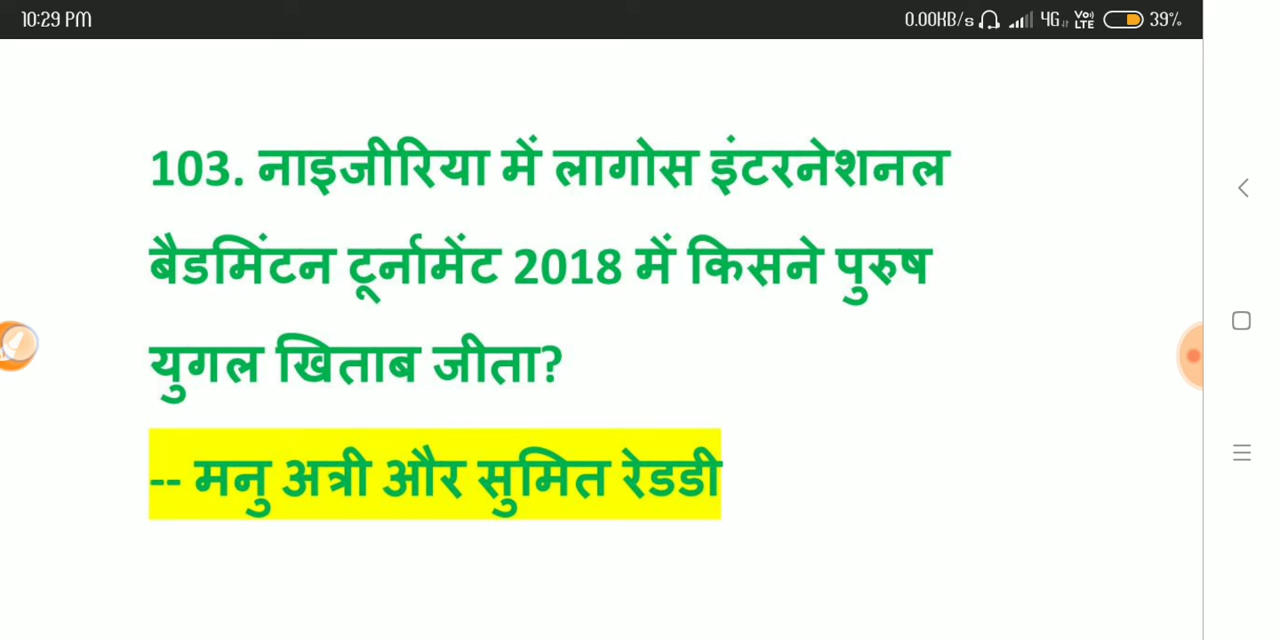 10:29 PM 0.00KB/s 4G VoLTE 39%
103. नाइजीरिया में लागोस इंटरनेशनल
बैडमिंटन टूर्नामेंट 2018 में किसने पुरुष
युगल खिताब जीता?
-- मनु अत्री और सुमित रेडडी